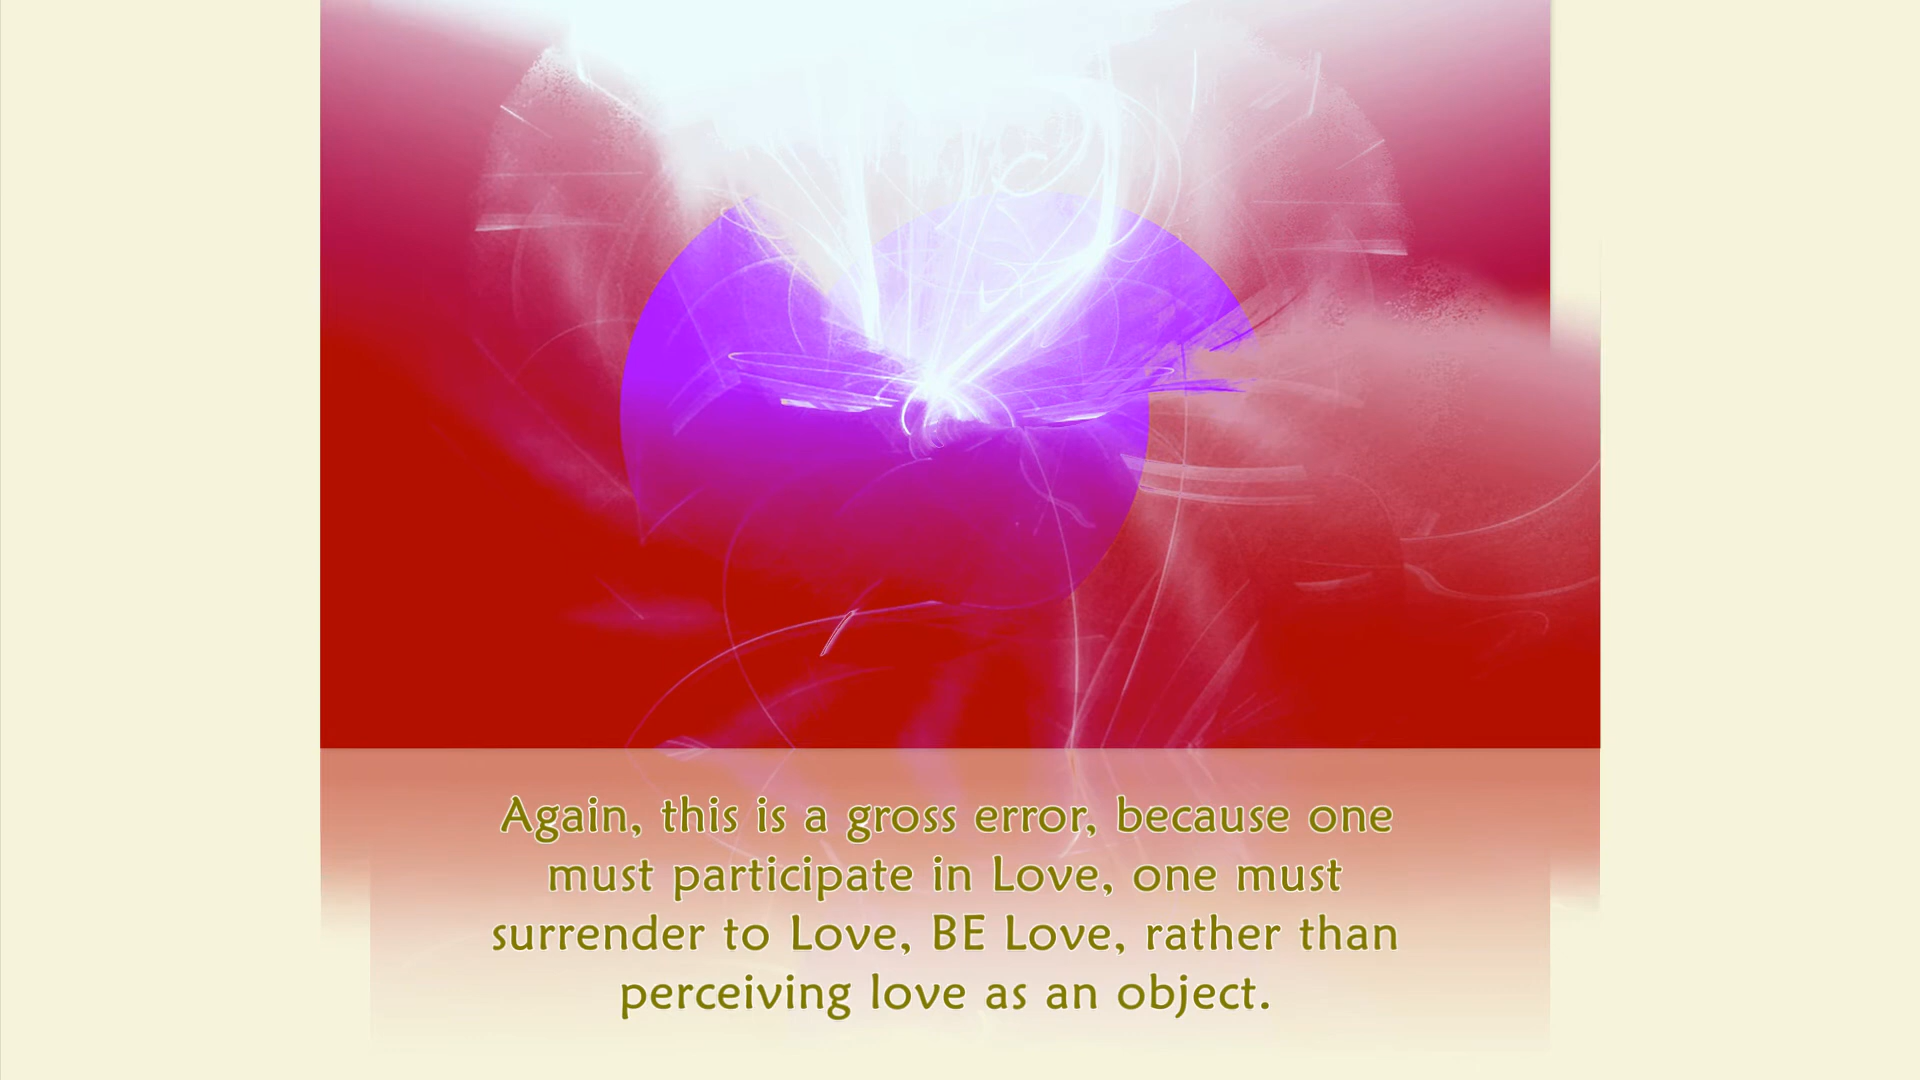 Again, this is a gross error, because one
must participate in Love, one must
surrender to Love, BE Love, rather than
perceiving love as an object.